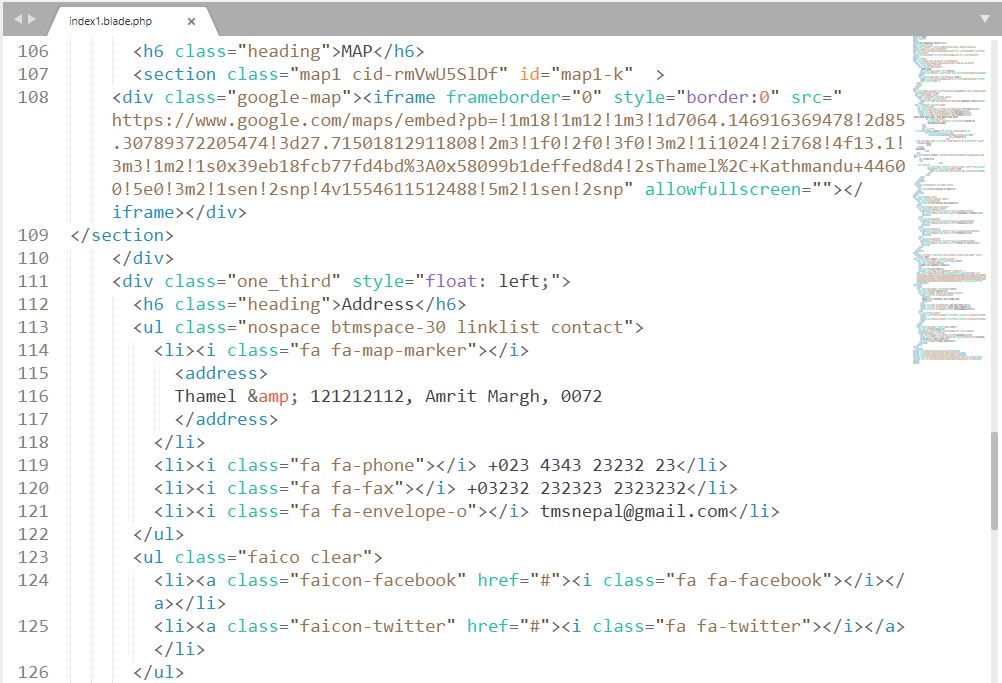 index1.blade.php ×
106 <h6 class="heading">MAP</h6>
107 <section class="map1 cid-rmVwU5SlDf" id="map1-k"  >
108 <div class="google-map"><iframe frameborder="0" style="border:0" src="
https://www.google.com/maps/embed?pb=!1m18!1m12!1m3!1d7064.146916369478!2d85
.30789372205474!3d27.71501812911808!2m3!1f0!2f0!3f0!3m2!1i1024!2i768!4f13.1!
3m3!1m2!1s0x39eb18fcb77fd4bd%3A0x58099b1deffed8d4!2sThamel%2C+Kathmandu+4460
0!5e0!3m2!1sen!2snp!4v1554611512488!5m2!1sen!2snp" allowfullscreen=""></
iframe></div>
109 </section>
110 </div>
111 <div class="one_third" style="float: left;">
112 <h6 class="heading">Address</h6>
113 <ul class="nospace btmspace-30 linklist contact">
114 <li><i class="fa fa-map-marker"></i>
115 <address>
116 Thamel &amp; 121212112, Amrit Margh, 0072
117 </address>
118 </li>
119 <li><i class="fa fa-phone"></i> +023 4343 23232 23</li>
120 <li><i class="fa fa-fax"></i> +03232 232323 2323232</li>
121 <li><i class="fa fa-envelope-o"></i> tmsnepal@gmail.com</li>
122 </ul>
123 <ul class="faico clear">
124 <li><a class="faicon-facebook" href="#"><i class="fa fa-facebook"></i></
a></li>
125 <li><a class="faicon-twitter" href="#"><i class="fa fa-twitter"></i></a>
</li>
126 </ul>